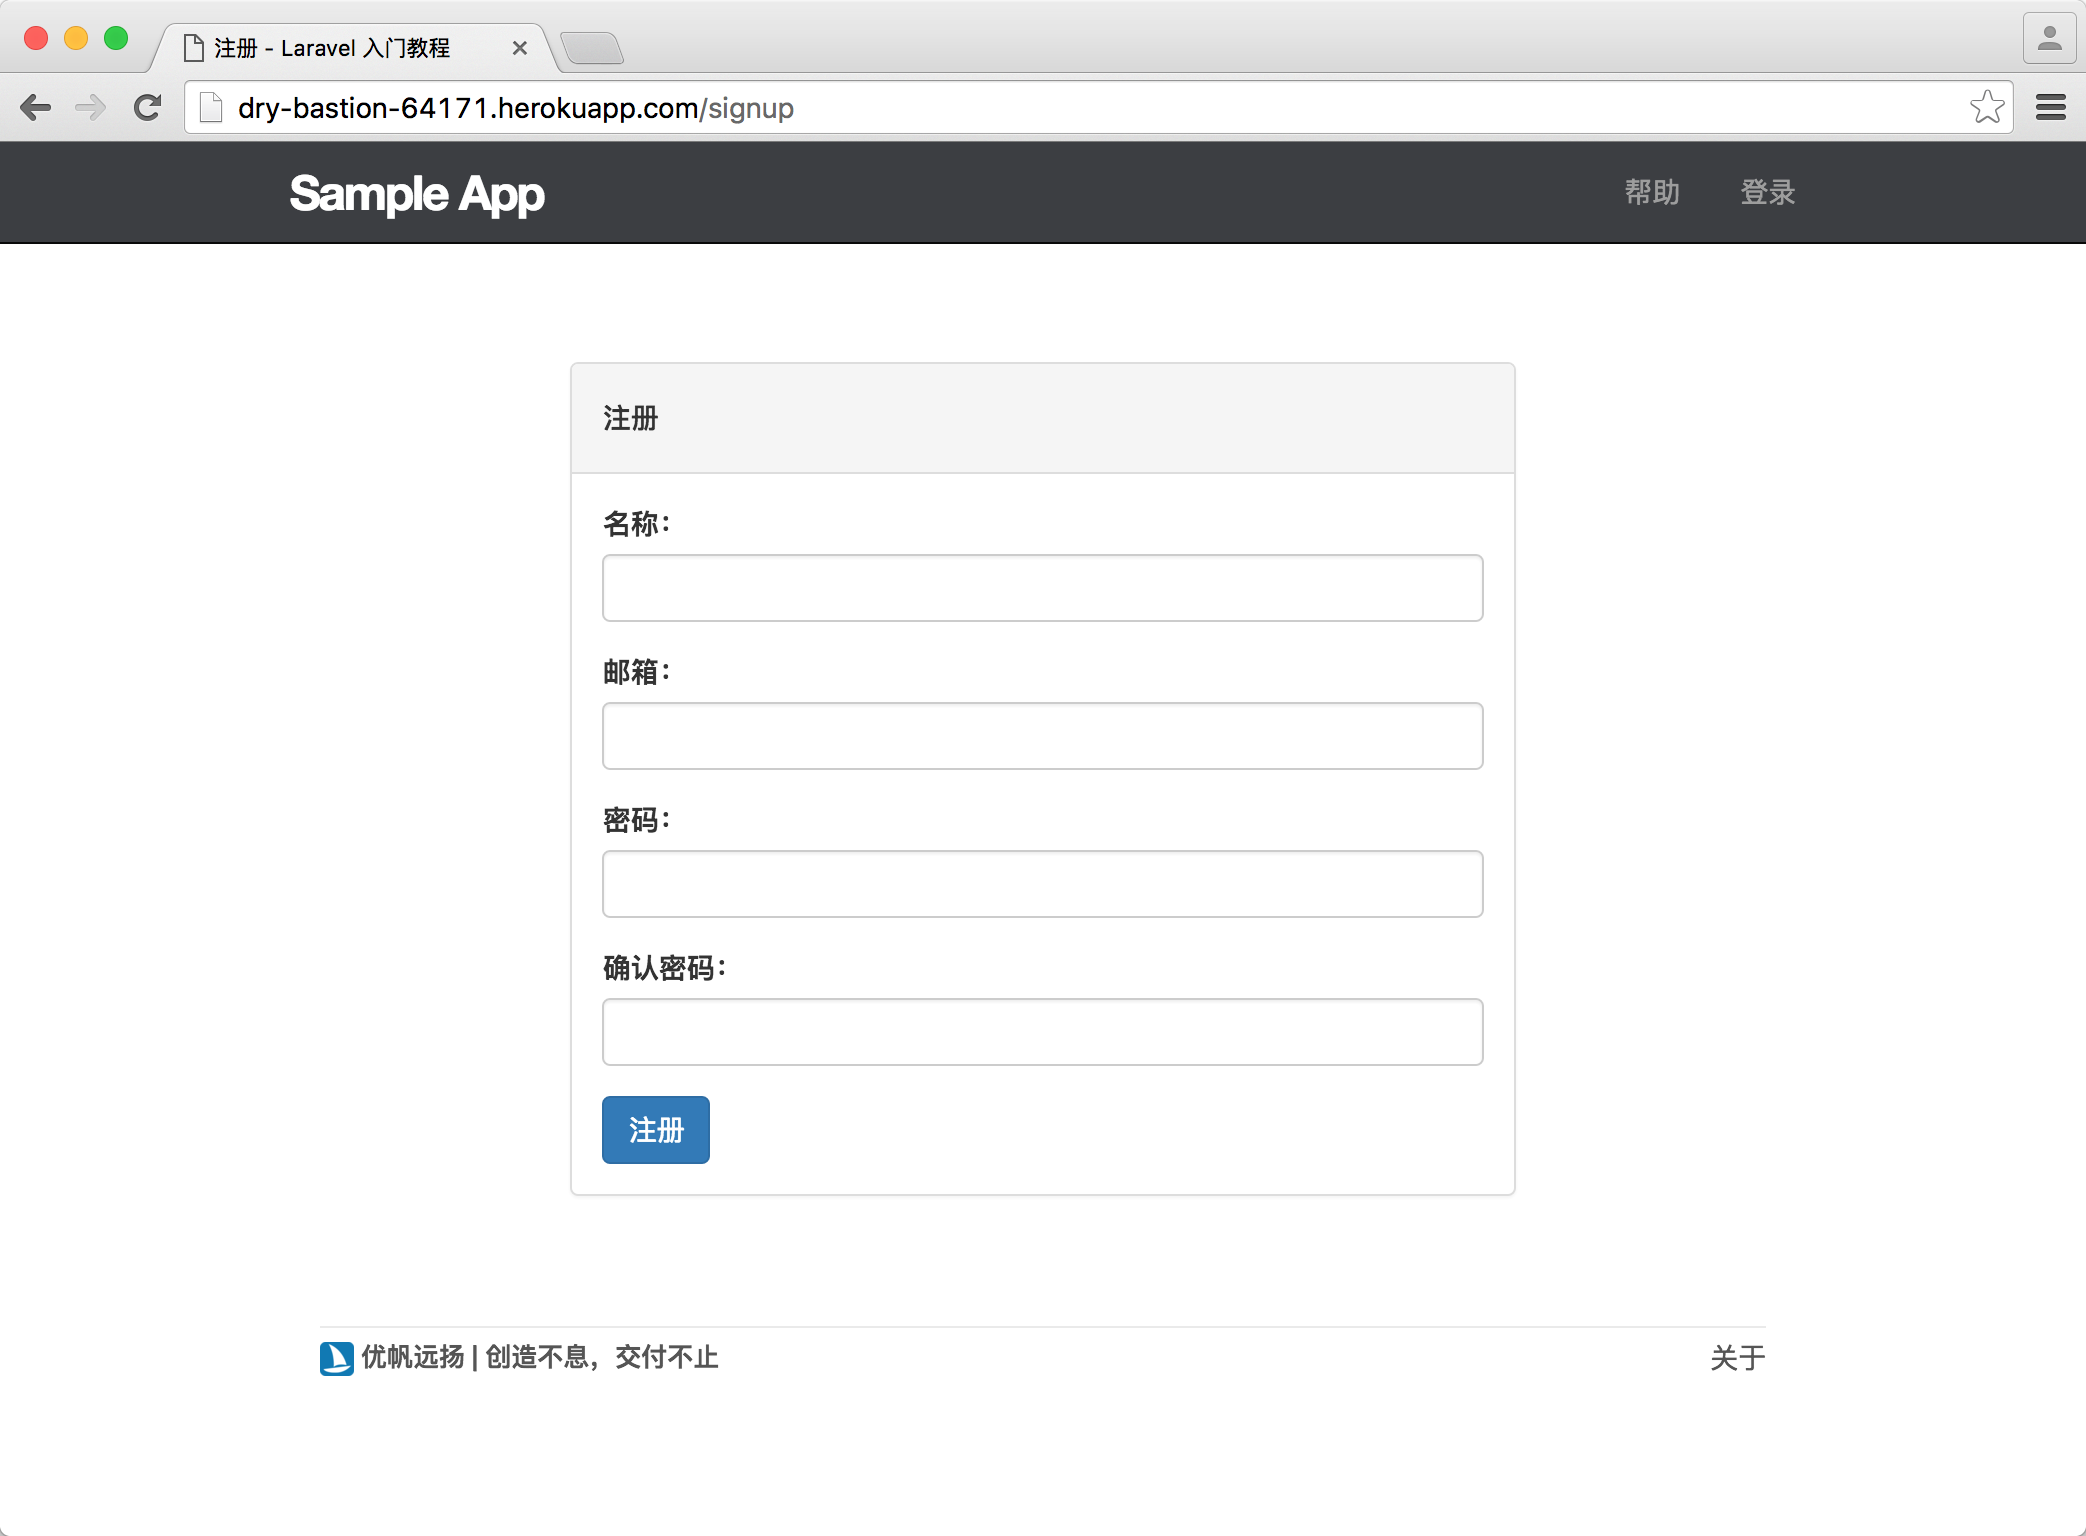 注册 - Laravel 入门教程
dry-bastion-64171.herokuapp.com/signup
Sample App
帮助
登录
注册
名称：
邮箱：
密码：
确认密码：
注册
优帆远扬 | 创造不息，交付不止
关于